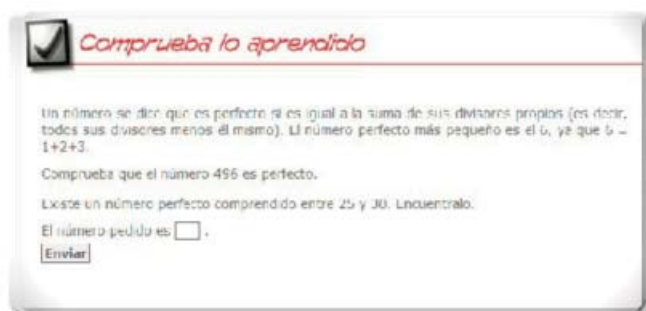 Comprueba lo aprendido
Un número se dice que es perfecto si es igual a la suma de sus divisores propios (es decir,
todos sus divisores menos él mismo). El número perfecto más pequeño es el 6, ya que 6 =
1+2+3.
Comprueba que el número 496 es perfecto.
Existe un número perfecto comprendido entre 25 y 30. Encuentralo.
El número pedido es .
Enviar